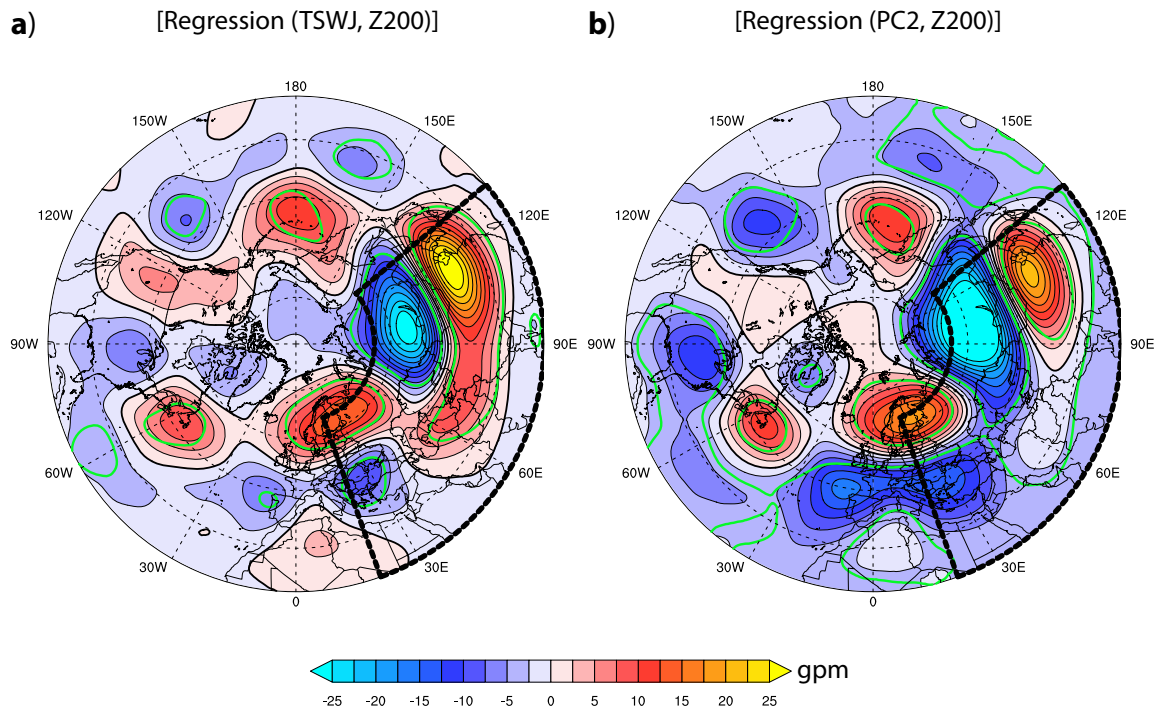 a) [Regression (TSWJ, Z200)] b) [Regression (PC2, Z200)]
180 180
150W 150E 150W 150E
120W 120E 120W 120E
90W 90E 90W 90E
60W 60E 60W 60E
30W 30E 30W 30E
0 0
gpm
-25 -20 -15 -10 -5 0 5 10 15 20 25